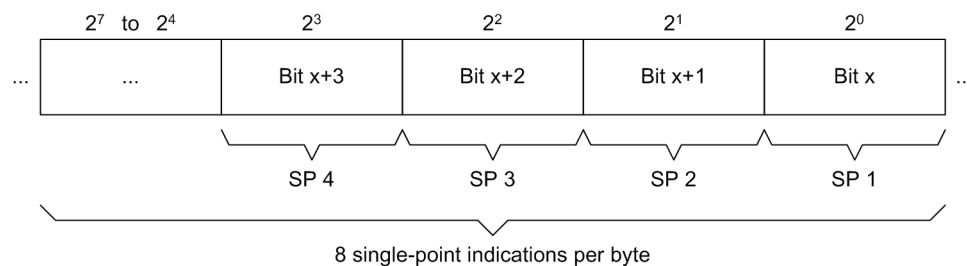 2⁷ to 2⁴ 2³ 2² 2¹ 2⁰
... ... Bit x+3 Bit x+2 Bit x+1 Bit x ..
SP 4 SP 3 SP 2 SP 1
8 single-point indications per byte